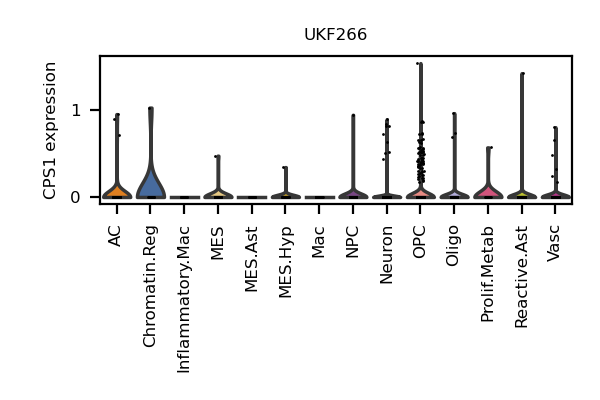 UKF266
CPS1 expression
1
0
AC
Chromatin.Reg
Inflammatory.Mac
MES
MES.Ast
MES.Hyp
Mac
NPC
Neuron
OPC
Oligo
Prolif.Metab
Reactive.Ast
Vasc